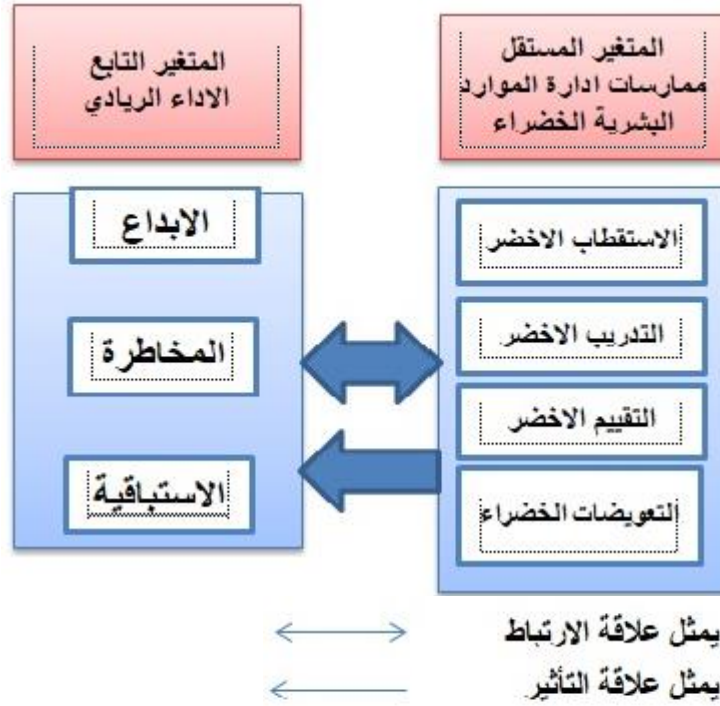 المتغير المستقل
ممارسات ادارة الموارد
البشرية الخضراء
المتغير التابع
الاداء الريادي
الاستقطاب الاخضر
التدريب الاخضر
التقييم الاخضر
التعويضات الخضراء
الابداع
المخاطرة
الاستباقية
يمثل علاقة الارتباط
يمثل علاقة التأثير